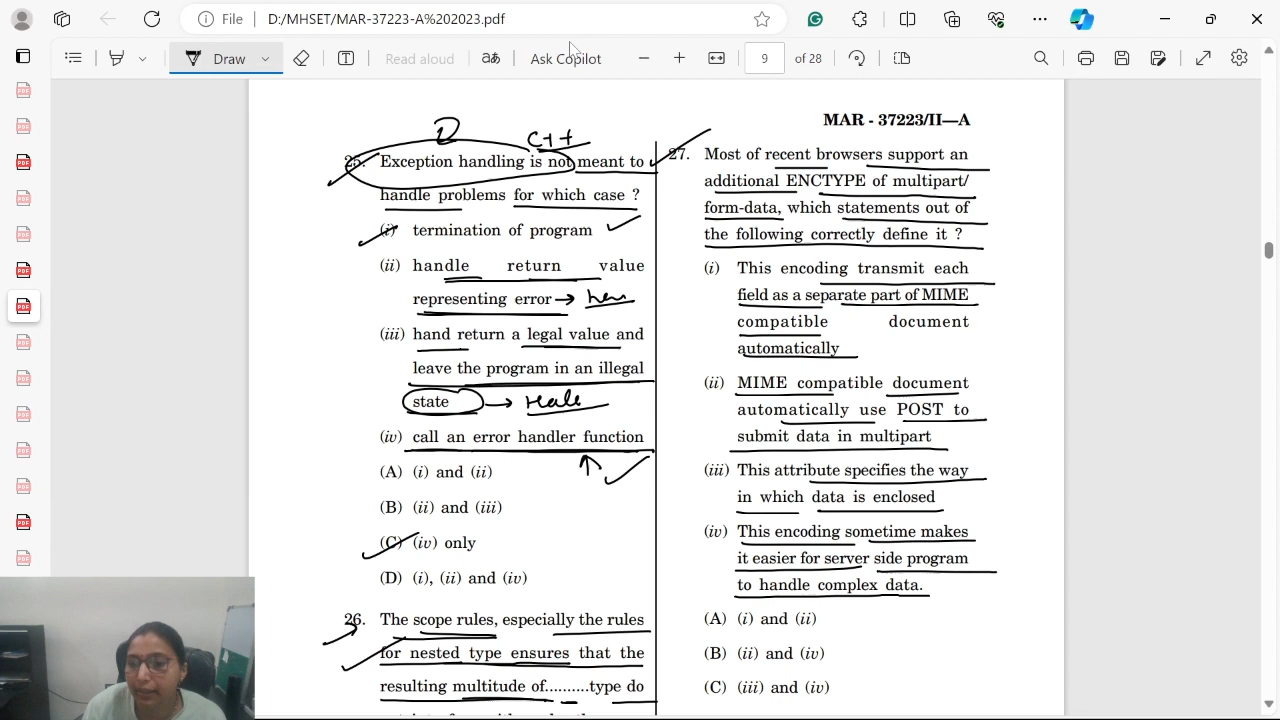 File
D:/MHSET/MAR-37223-A%202023.pdf
Draw
Read aloud
aあ
Ask Copilot
9
of 28
MAR - 37223/II—A
C++
25. Exception handling is not meant to
handle problems for which case ?
(i) termination of program
(ii) handle return value
representing error
(iii) hand return a legal value and
leave the program in an illegal
state
(iv) call an error handler function
(A) (i) and (ii)
(B) (ii) and (iii)
(C) (iv) only
(D) (i), (ii) and (iv)
26. The scope rules, especially the rules
for nested type ensures that the
resulting multitude of..........type do
27. Most of recent browsers support an
additional ENCTYPE of multipart/
form-data, which statements out of
the following correctly define it ?
(i) This encoding transmit each
field as a separate part of MIME
compatible document
automatically
(ii) MIME compatible document
automatically use POST to
submit data in multipart
(iii) This attribute specifies the way
in which data is enclosed
(iv) This encoding sometime makes
it easier for server side program
to handle complex data.
(A) (i) and (ii)
(B) (ii) and (iv)
(C) (iii) and (iv)